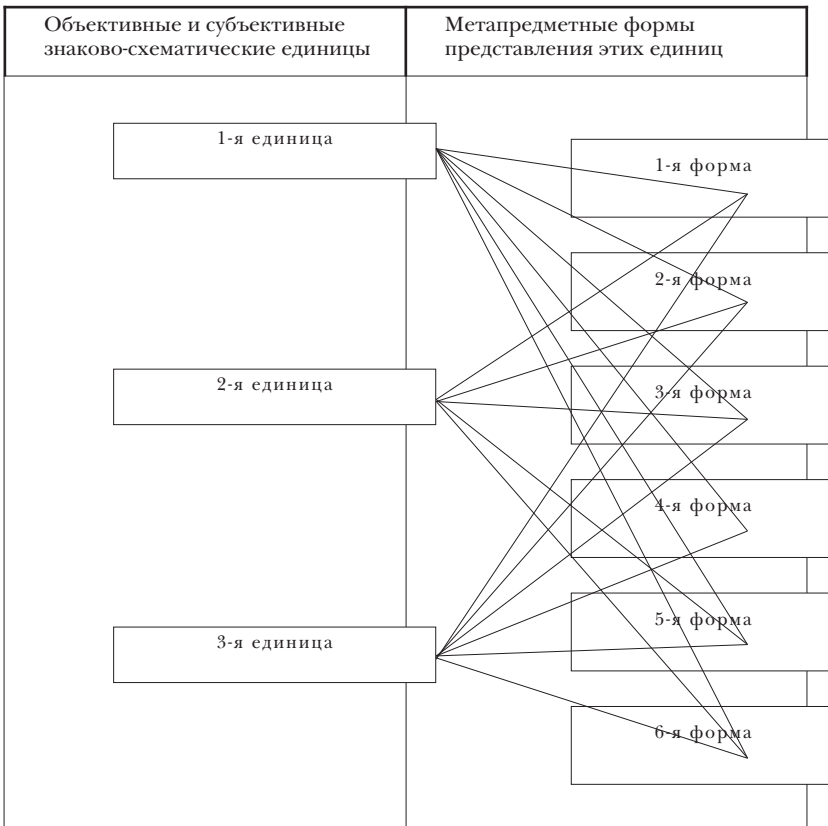 Объективные и субъективные
знаково-схематические единицы
Метапредметные формы
представления этих единиц
1-я единица
2-я единица
3-я единица
1-я форма
2-я форма
3-я форма
4-я форма
5-я форма
6-я форма